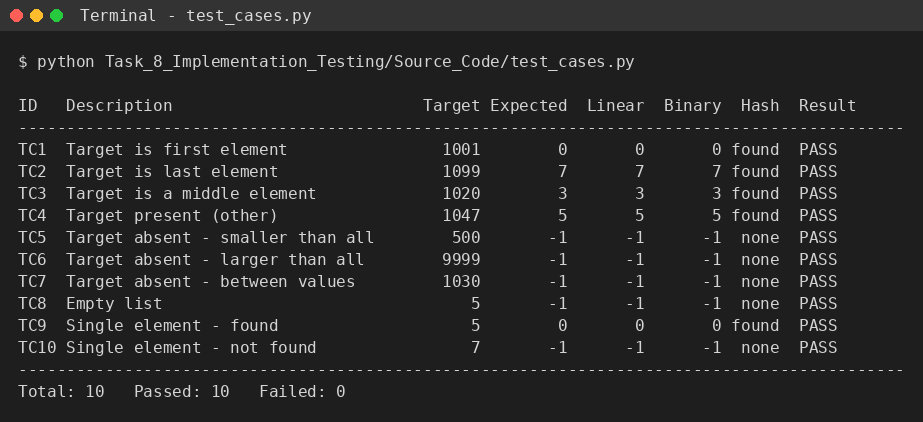 Terminal - test_cases.py
$ python Task_8_Implementation_Testing/Source_Code/test_cases.py
ID   Description                          Target Expected  Linear  Binary  Hash  Result
--------------------------------------------------------------------------------------------
TC1  Target is first element                1001        0       0       0 found  PASS
TC2  Target is last element                 1099        7       7       7 found  PASS
TC3  Target is a middle element             1020        3       3       3 found  PASS
TC4  Target present (other)                 1047        5       5       5 found  PASS
TC5  Target absent - smaller than all        500       -1      -1      -1  none  PASS
TC6  Target absent - larger than all        9999       -1      -1      -1  none  PASS
TC7  Target absent - between values         1030       -1      -1      -1  none  PASS
TC8  Empty list                                5       -1      -1      -1  none  PASS
TC9  Single element - found                    5        0       0       0 found  PASS
TC10 Single element - not found                7       -1      -1      -1  none  PASS
--------------------------------------------------------------------------------------------
Total: 10   Passed: 10   Failed: 0